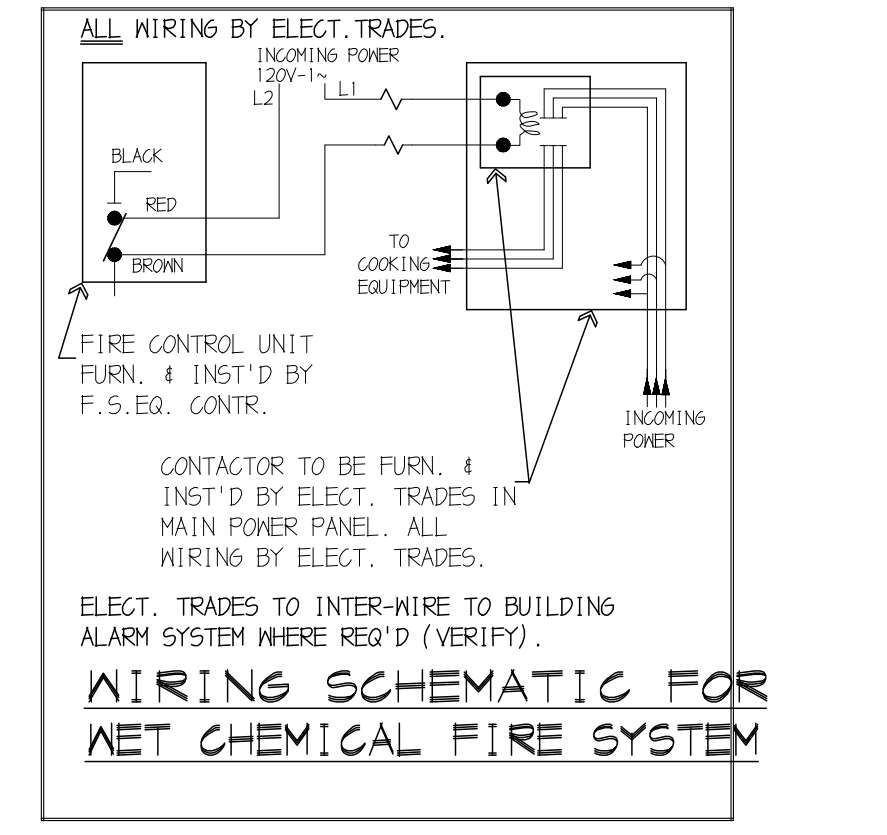 ALL WIRING BY ELECT. TRADES.
INCOMING POWER
120V-1~
L2
L1
BLACK
RED
BROWN
TO
COOKING
EQUIPMENT
FIRE CONTROL UNIT
FURN. & INST'D BY
F.S.EQ. CONTR.
INCOMING
POWER
CONTACTOR TO BE FURN. &
INST'D BY ELECT. TRADES IN
MAIN POWER PANEL. ALL
WIRING BY ELECT. TRADES.
ELECT. TRADES TO INTER-WIRE TO BUILDING
ALARM SYSTEM WHERE REQ'D (VERIFY).
WIRING SCHEMATIC FOR
WET CHEMICAL FIRE SYSTEM